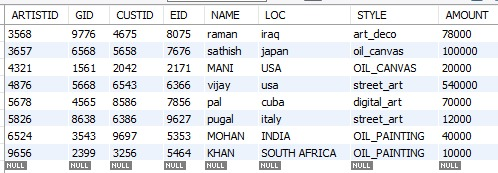 ARTISTID GID CUSTID EID NAME LOC STYLE AMOUNT
3568 9776 4675 8075 raman iraq art_deco 78000
3657 6568 5658 7676 sathish japan oil_canvas 100000
4321 1561 2042 2171 MANI USA OIL_CANVAS 20000
4876 5668 6543 6366 vijay usa street_art 540000
5678 4565 8586 7856 pal cuba digital_art 70000
5826 8638 6386 9627 pugal italy street_art 12000
6524 3543 9697 5353 MOHAN INDIA OIL_PAINTING 40000
9656 2399 3256 5464 KHAN SOUTH AFRICA OIL_PAINTING 10000
NULL NULL NULL NULL NULL NULL NULL NULL